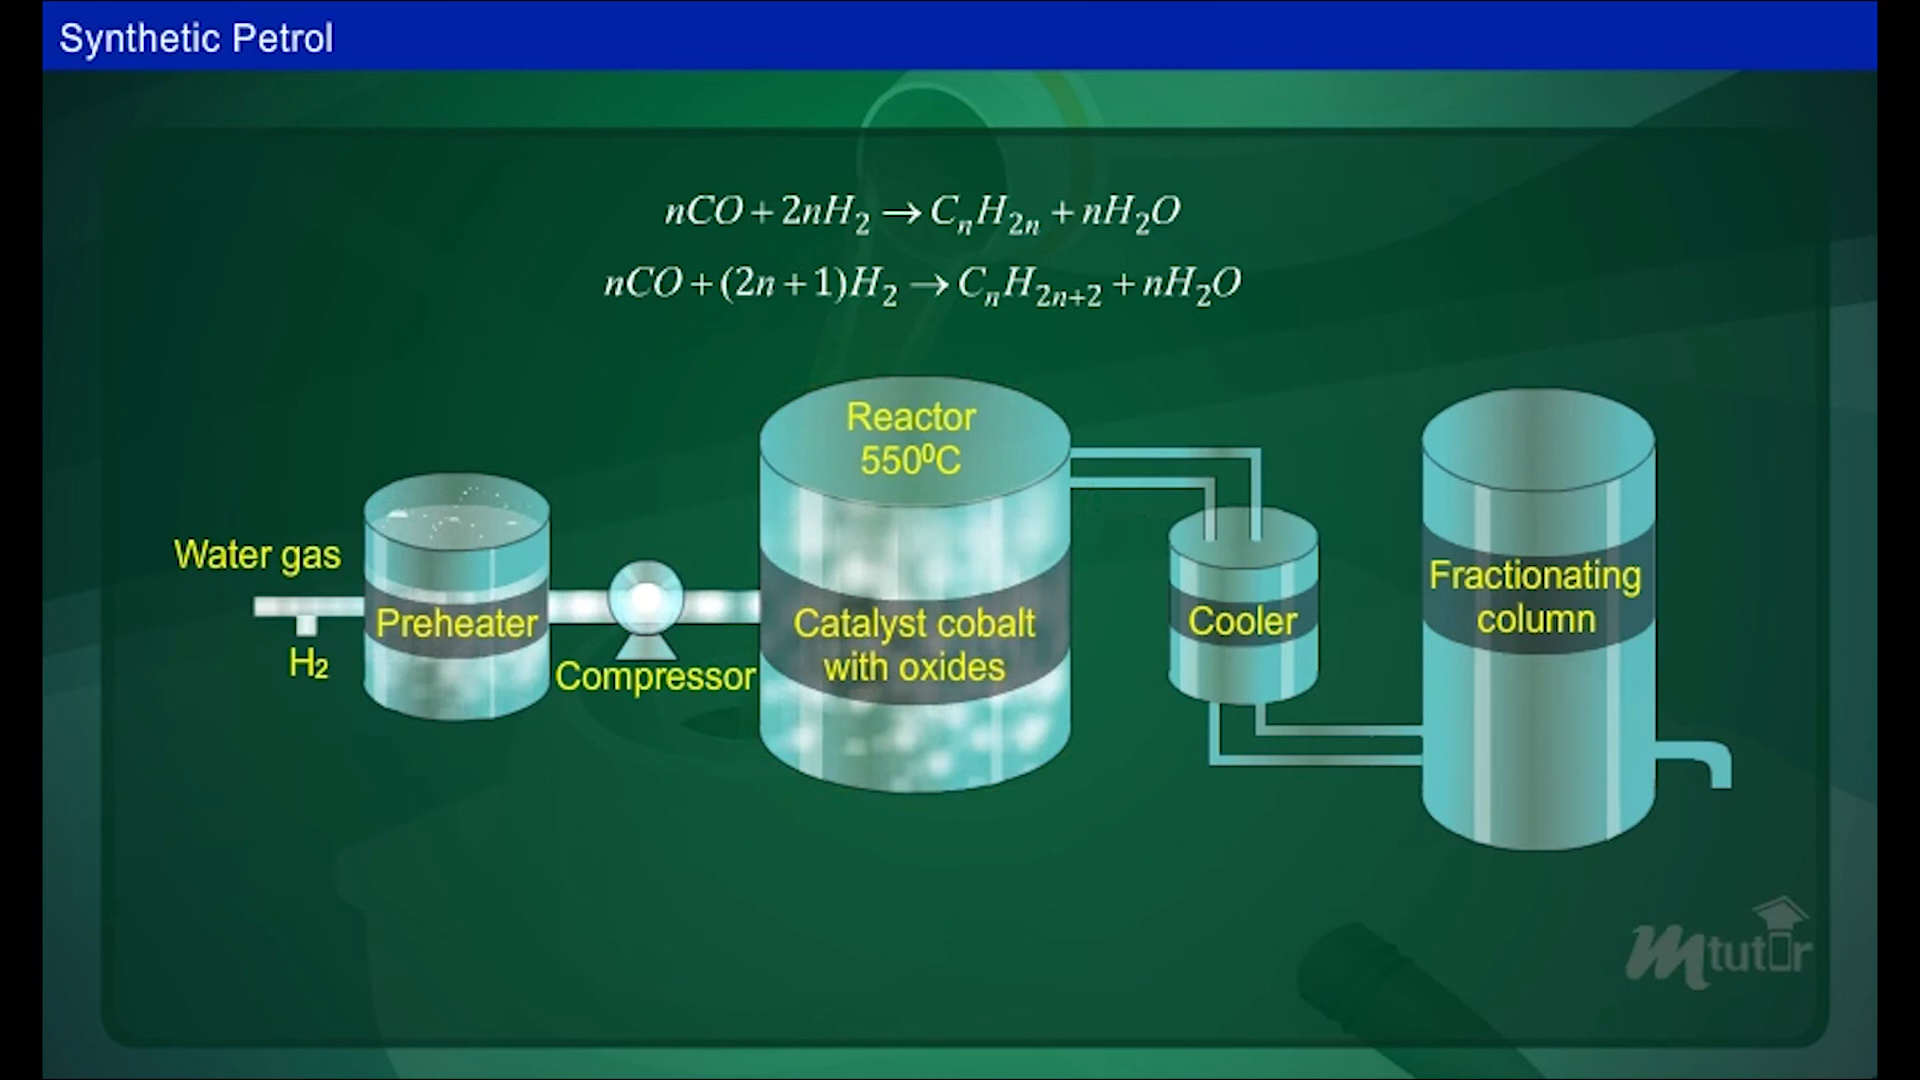 Synthetic Petrol
nCO + 2nH₂ → CₙH₂ₙ + nH₂O
nCO + (2n + 1)H₂ → CₙH₂ₙ₊₂ + nH₂O
Reactor
550⁰C
Water gas
H₂
Preheater
Compressor
Catalyst cobalt
with oxides
Cooler
Fractionating
column
mtutor